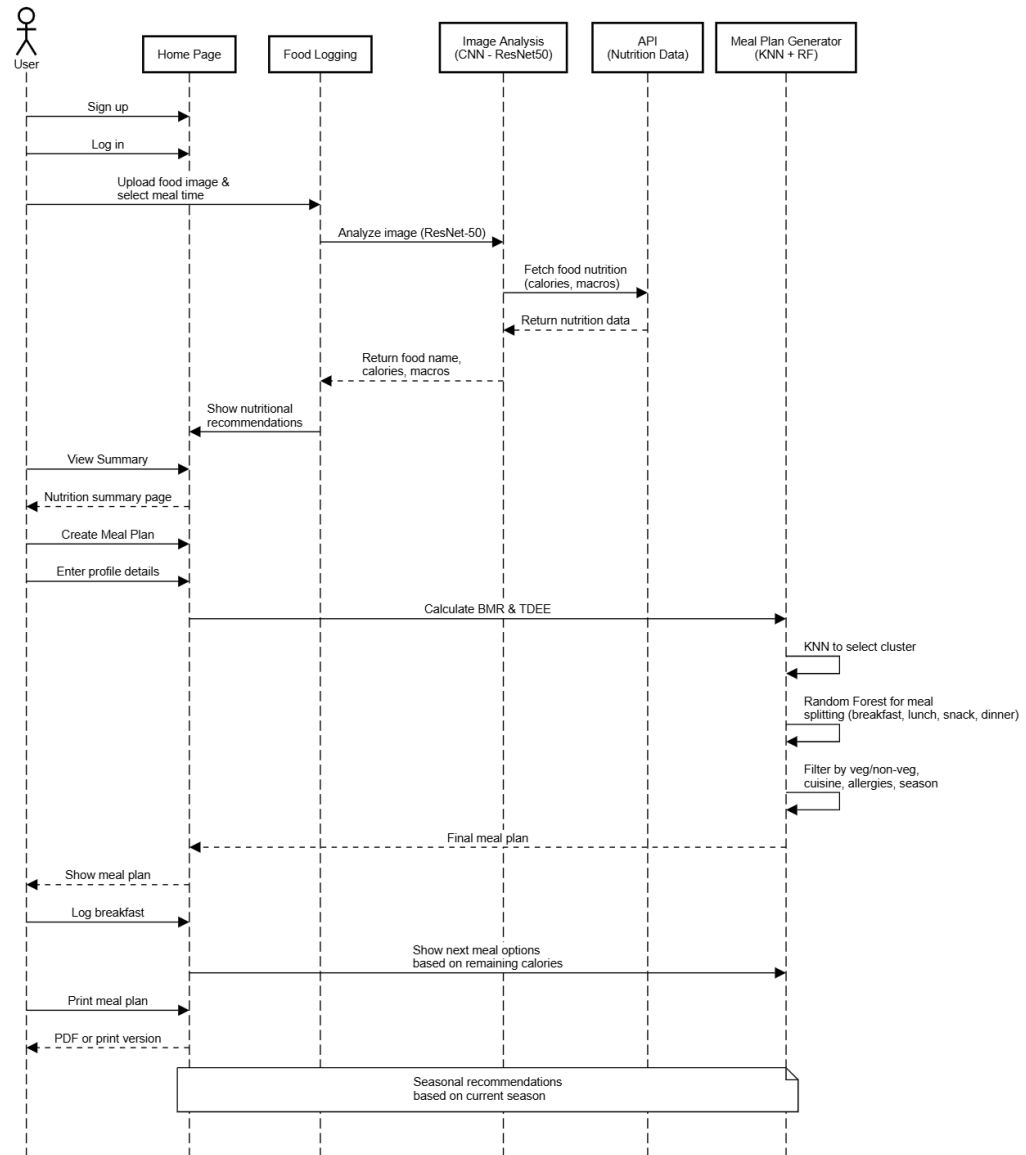 User
Home Page
Food Logging
Image Analysis
(CNN - ResNet50)
API
(Nutrition Data)
Meal Plan Generator
(KNN + RF)
Sign up
Log in
Upload food image &
select meal time
Analyze image (ResNet-50)
Fetch food nutrition
(calories, macros)
Return nutrition data
Return food name,
calories, macros
Show nutritional
recommendations
View Summary
Nutrition summary page
Create Meal Plan
Enter profile details
Calculate BMR & TDEE
KNN to select cluster
Random Forest for meal
splitting (breakfast, lunch, snack, dinner)
Filter by veg/non-veg,
cuisine, allergies, season
Final meal plan
Show meal plan
Log breakfast
Show next meal options
based on remaining calories
Print meal plan
PDF or print version
Seasonal recommendations
based on current season